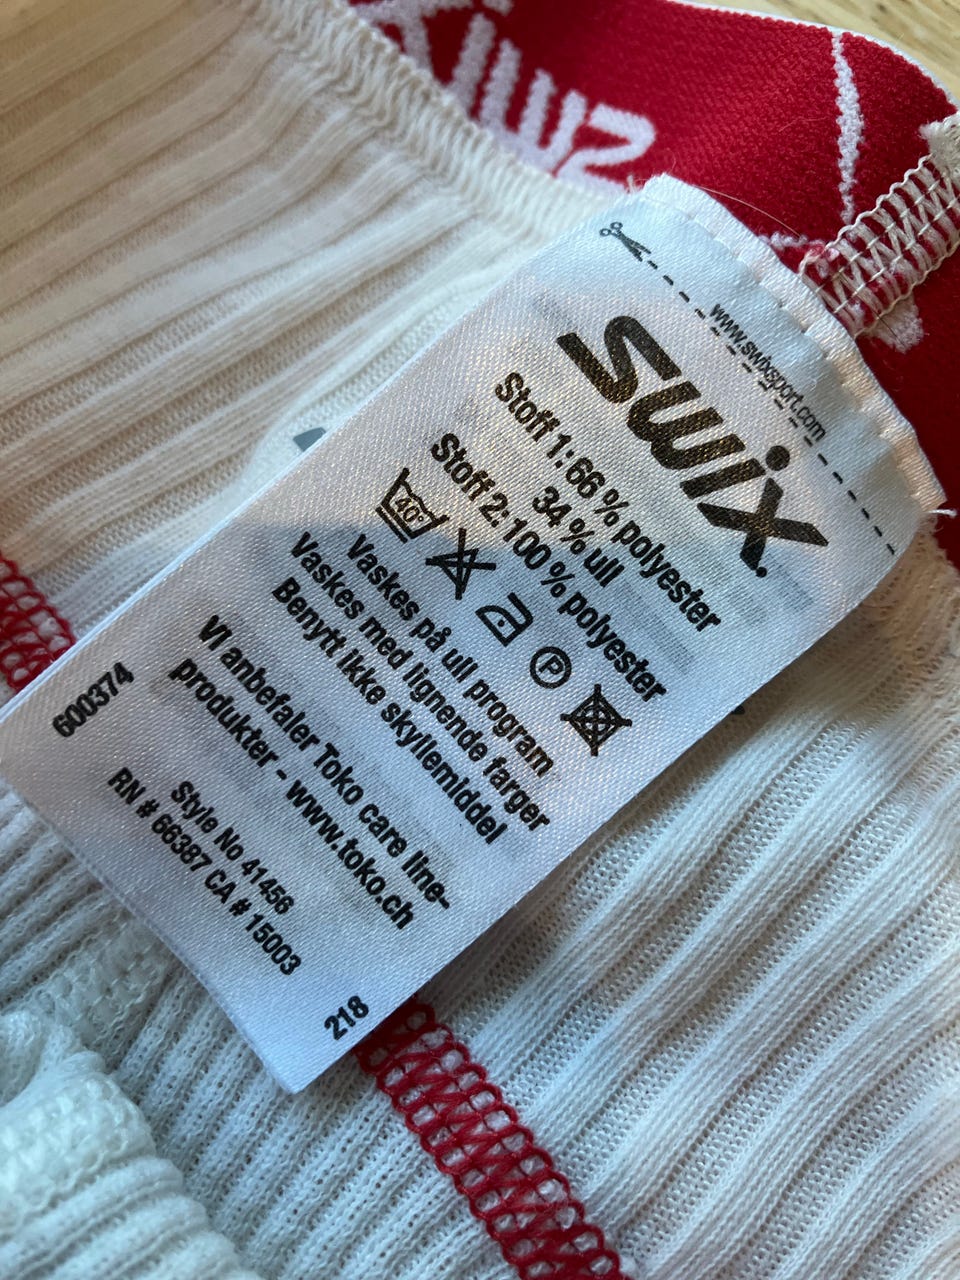 swix
www.swixsport.com
swix
Stoff 1: 66 % polyester
34 % ull
Stoff 2: 100 % polyester
40°
P
Vaskes på ull program
Vaskes med lignende farger
Benytt ikke skyllemiddel
VI anbefaler Toko care line-
produkter - www.toko.ch
600374
Style No 41456
RN # 66387 CA # 15003
218